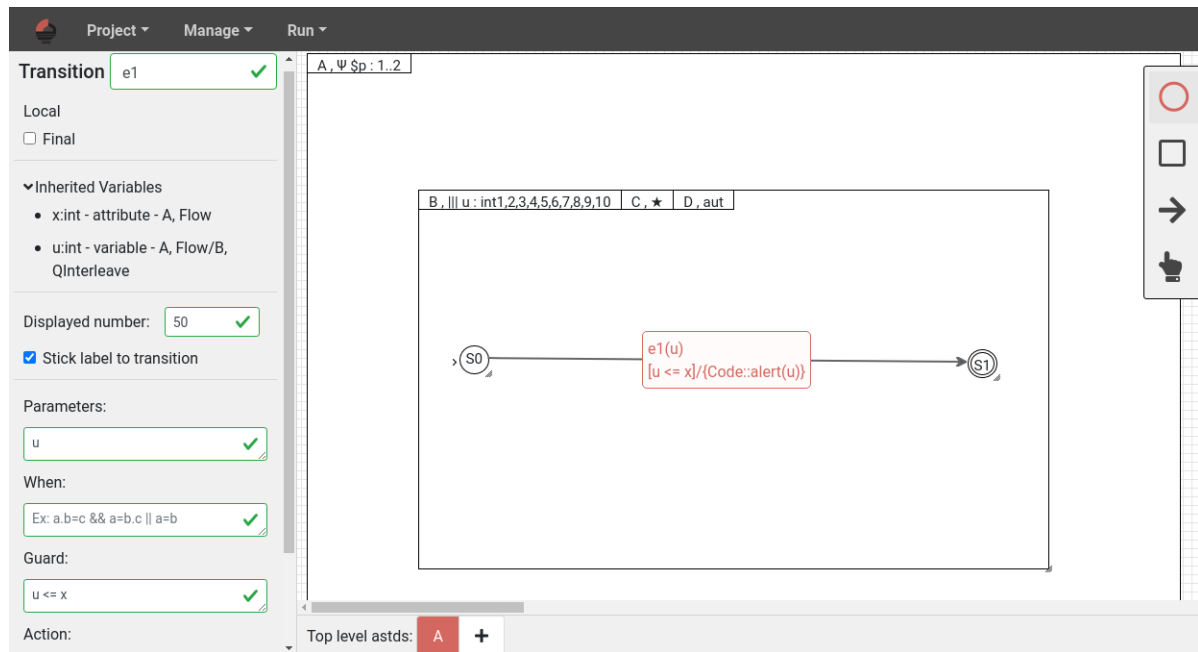 Project Manage Run
Transition e1
Local
Final
Inherited Variables
x:int - attribute - A, Flow
u:int - variable - A, Flow/B,
QInterleave
Displayed number: 50
Stick label to transition
Parameters:
u
When:
Ex: a.b=c && a=b.c || a=b
Guard:
u <= x
Action:
A , Ψ $p : 1..2
B , ||| u : int1,2,3,4,5,6,7,8,9,10 C , ★ D , aut
S0
e1(u)
[u <= x]/{Code::alert(u)}
S1
Top level astds: A +